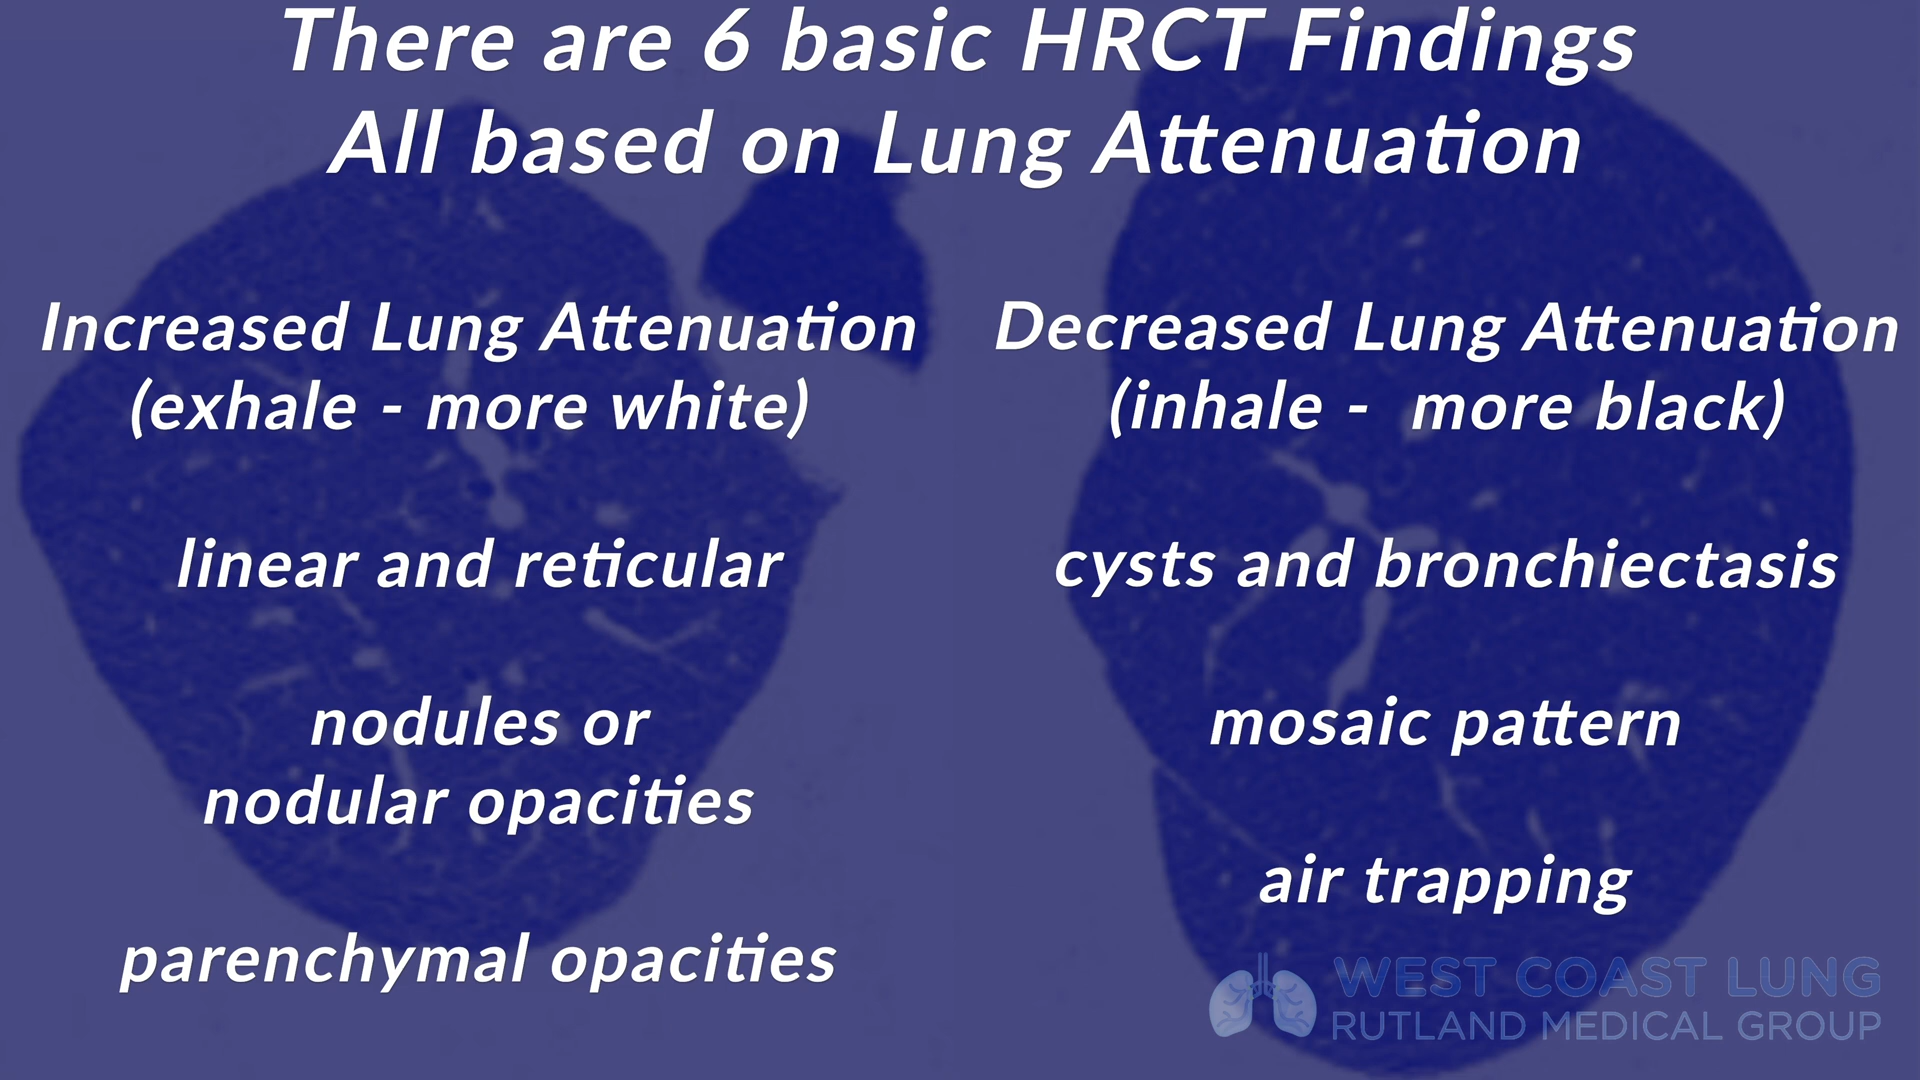 There are 6 basic HRCT Findings
All based on Lung Attenuation
Increased Lung Attenuation
(exhale - more white)
linear and reticular
nodules or
nodular opacities
parenchymal opacities
Decreased Lung Attenuation
(inhale -  more black)
cysts and bronchiectasis
mosaic pattern
air trapping
WEST COAST LUNG
RUTLAND MEDICAL GROUP